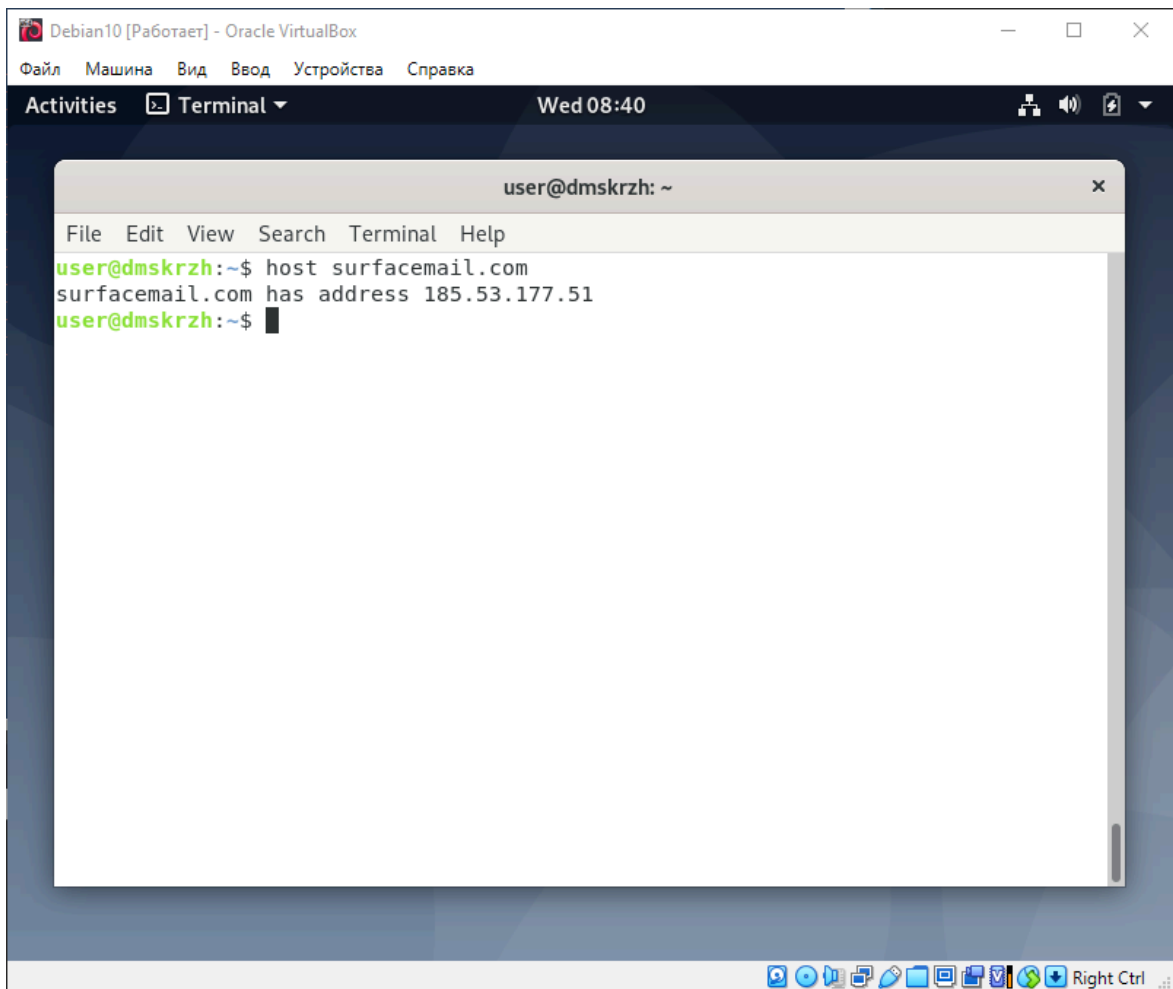 Debian10 [Работает] - Oracle VirtualBox
Файл Машина Вид Ввод Устройства Справка
Activities Terminal Wed 08:40
user@dmskrzh: ~
File Edit View Search Terminal Help
user@dmskrzh:~$ host surfacemail.com
surfacemail.com has address 185.53.177.51
user@dmskrzh:~$
Right Ctrl